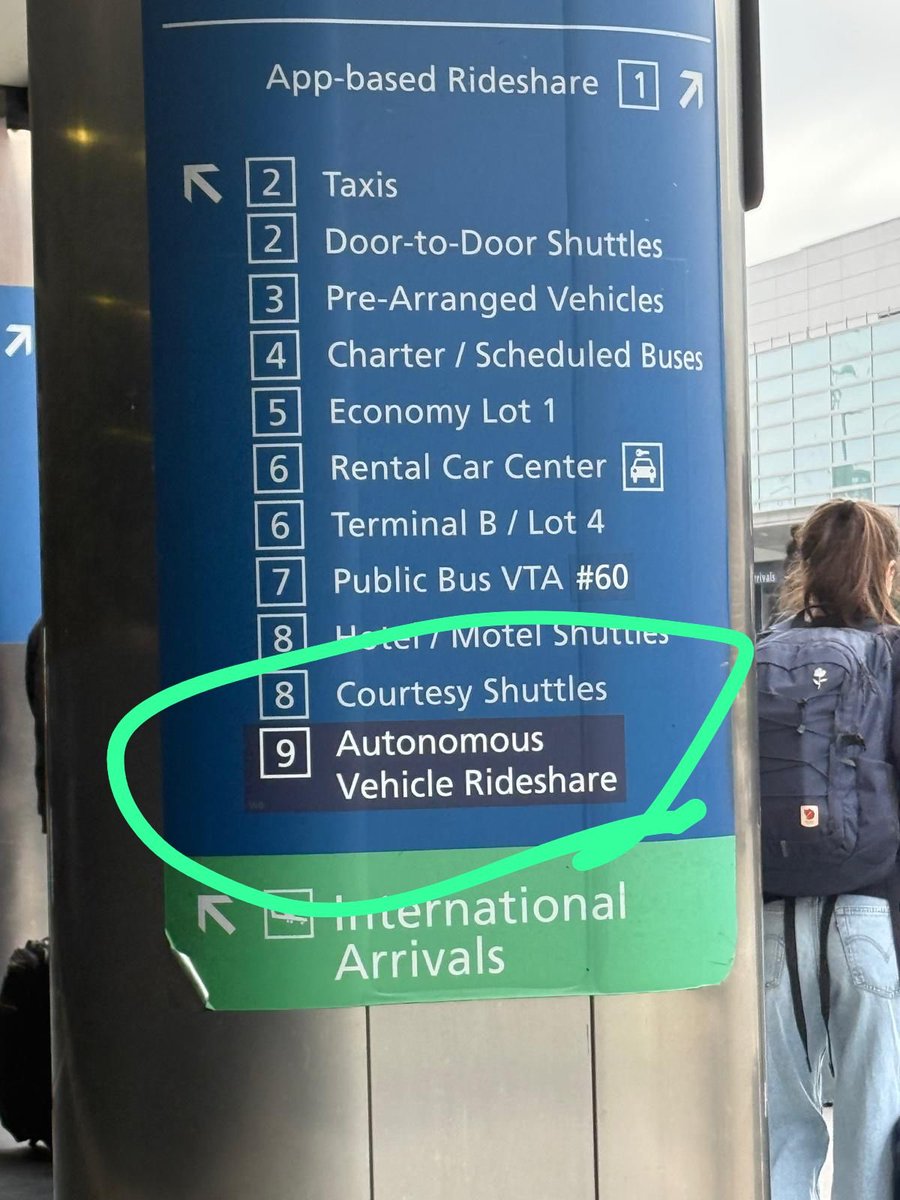 App-based Rideshare 1
2 Taxis
2 Door-to-Door Shuttles
3 Pre-Arranged Vehicles
4 Charter / Scheduled Buses
5 Economy Lot 1
6 Rental Car Center
6 Terminal B / Lot 4
7 Public Bus VTA #60
8 Hotel / Motel Shuttles
8 Courtesy Shuttles
9 Autonomous
Vehicle Rideshare
International
Arrivals